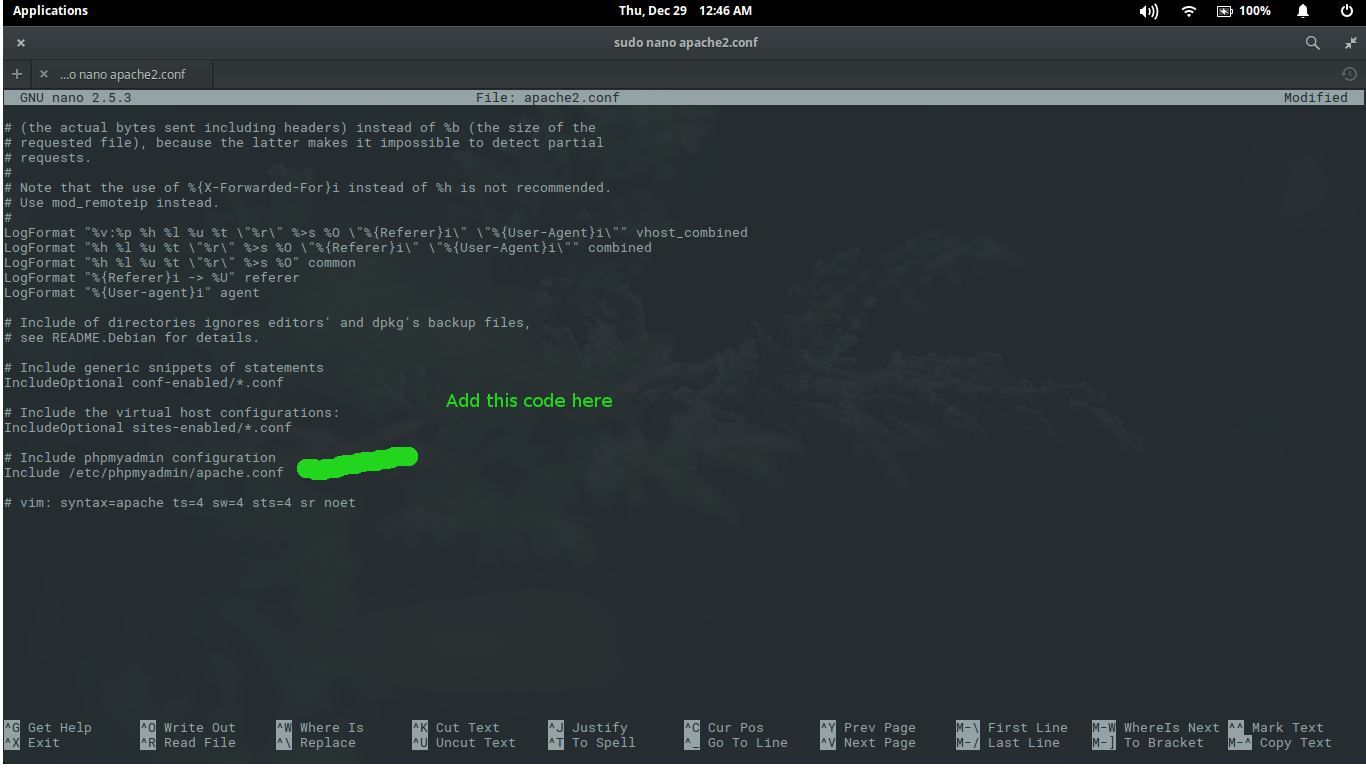 Applications
Thu, Dec 29 12:46 AM
100%
sudo nano apache2.conf
...o nano apache2.conf
GNU nano 2.5.3 File: apache2.conf Modified
# (the actual bytes sent including headers) instead of %b (the size of the
# requested file), because the latter makes it impossible to detect partial
# requests.
#
# Note that the use of %{X-Forwarded-For}i instead of %h is not recommended.
# Use mod_remoteip instead.
#
LogFormat "%v:%p %h %l %u %t \"%r\" %>s %O \"%{Referer}i\" \"%{User-Agent}i\"" vhost_combined
LogFormat "%h %l %u %t \"%r\" %>s %O \"%{Referer}i\" \"%{User-Agent}i\"" combined
LogFormat "%h %l %u %t \"%r\" %>s %O" common
LogFormat "%{Referer}i -> %U" referer
LogFormat "%{User-agent}i" agent
# Include of directories ignores editors' and dpkg's backup files,
# see README.Debian for details.
# Include generic snippets of statements
IncludeOptional conf-enabled/*.conf
Add this code here
# Include the virtual host configurations:
IncludeOptional sites-enabled/*.conf
# Include phpmyadmin configuration
Include /etc/phpmyadmin/apache.conf
# vim: syntax=apache ts=4 sw=4 sts=4 sr noet
^G Get Help ^O Write Out ^W Where Is ^K Cut Text ^J Justify ^C Cur Pos ^Y Prev Page M-\ First Line M-W WhereIs Next ^^ Mark Text
^X Exit ^R Read File ^\ Replace ^U Uncut Text ^T To Spell ^_ Go To Line ^V Next Page M-/ Last Line M-] To Bracket M-^ Copy Text